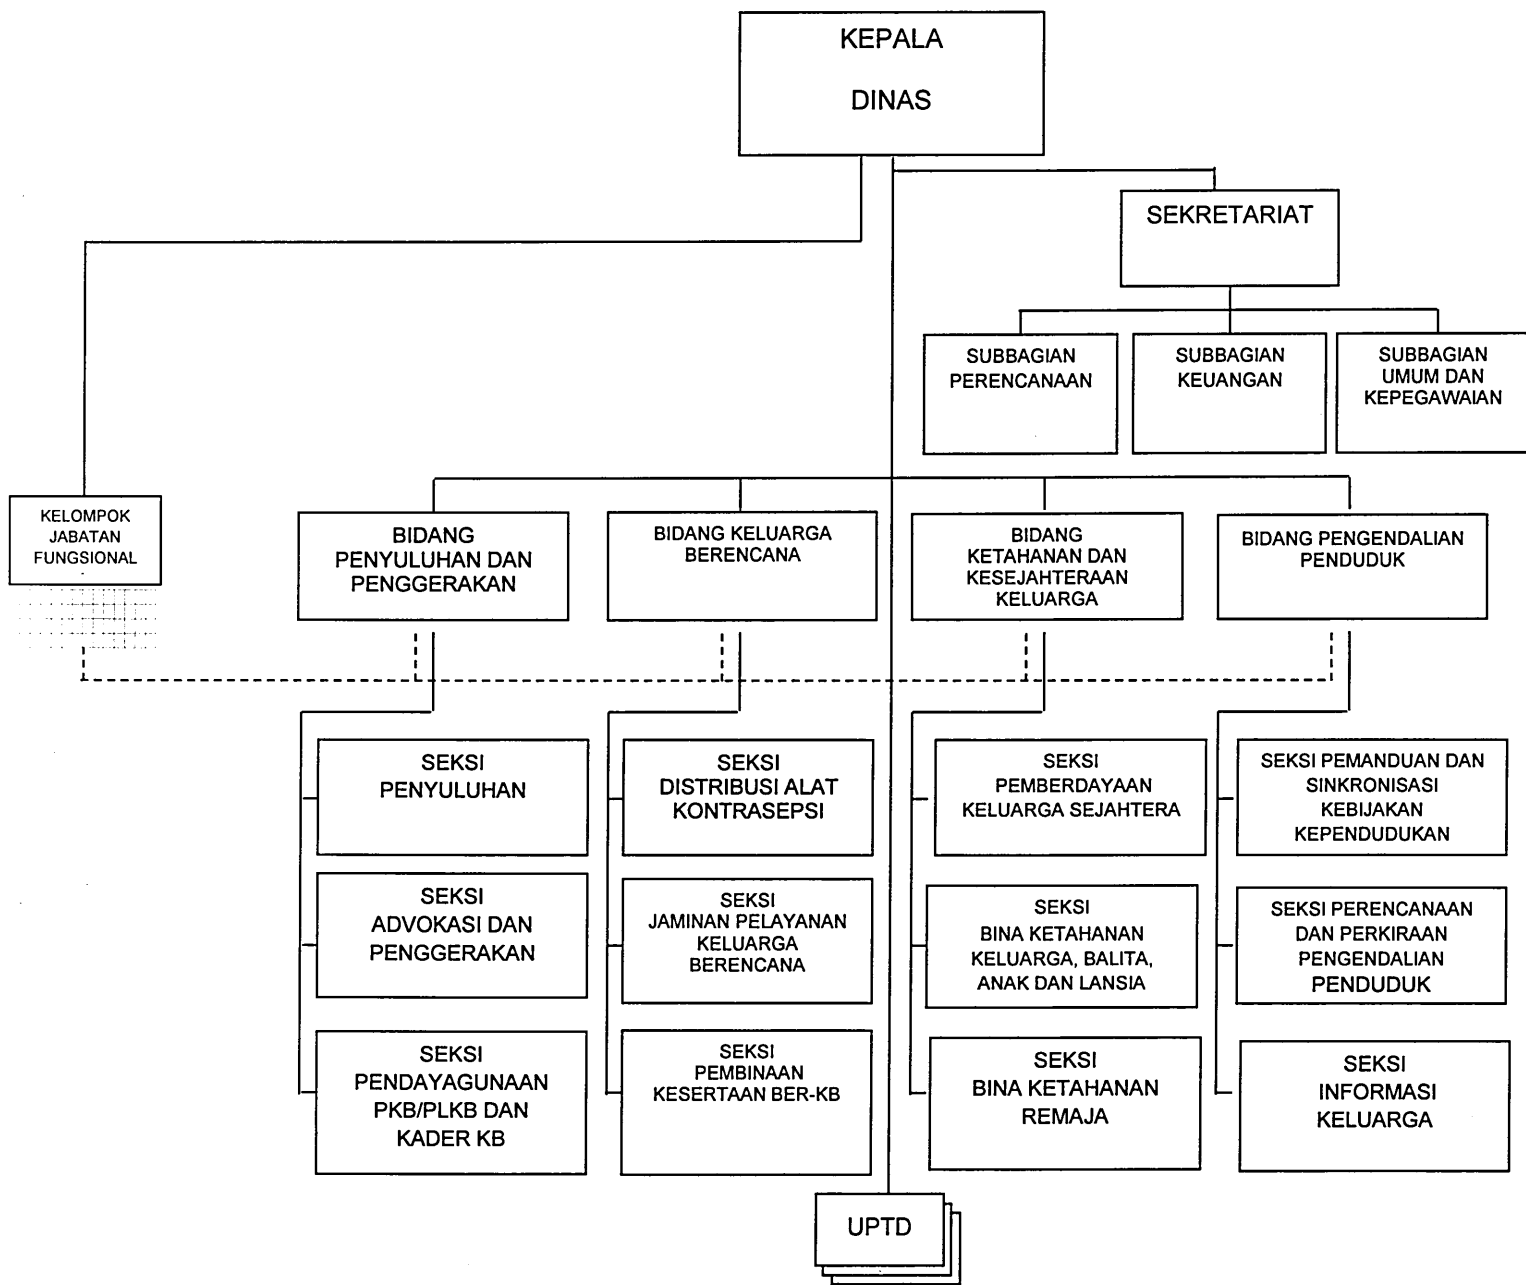 KEPALA
DINAS
SEKRETARIAT
SUBBAGIAN
PERENCANAAN
SUBBAGIAN
KEUANGAN
SUBBAGIAN
UMUM DAN
KEPEGAWAIAN
KELOMPOK
JABATAN
FUNGSIONAL
BIDANG
PENYULUHAN DAN
PENGGERAKAN
BIDANG KELUARGA
BERENCANA
BIDANG
KETAHANAN DAN
KESEJAHTERAAN
KELUARGA
BIDANG PENGENDALIAN
PENDUDUK
SEKSI
PENYULUHAN
SEKSI
DISTRIBUSI ALAT
KONTRASEPSI
SEKSI
PEMBERDAYAAN
KELUARGA SEJAHTERA
SEKSI PEMANDUAN DAN
SINKRONISASI
KEBIJAKAN
KEPENDUDUKAN
SEKSI
ADVOKASI DAN
PENGGERAKAN
SEKSI
JAMINAN PELAYANAN
KELUARGA
BERENCANA
SEKSI
BINA KETAHANAN
KELUARGA, BALITA,
ANAK DAN LANSIA
SEKSI PERENCANAAN
DAN PERKIRAAN
PENGENDALIAN
PENDUDUK
SEKSI
PENDAYAGUNAAN
PKB/PLKB DAN
KADER KB
SEKSI
PEMBINAAN
KESERTAAN BER-KB
SEKSI
BINA KETAHANAN
REMAJA
SEKSI
INFORMASI
KELUARGA
UPTD